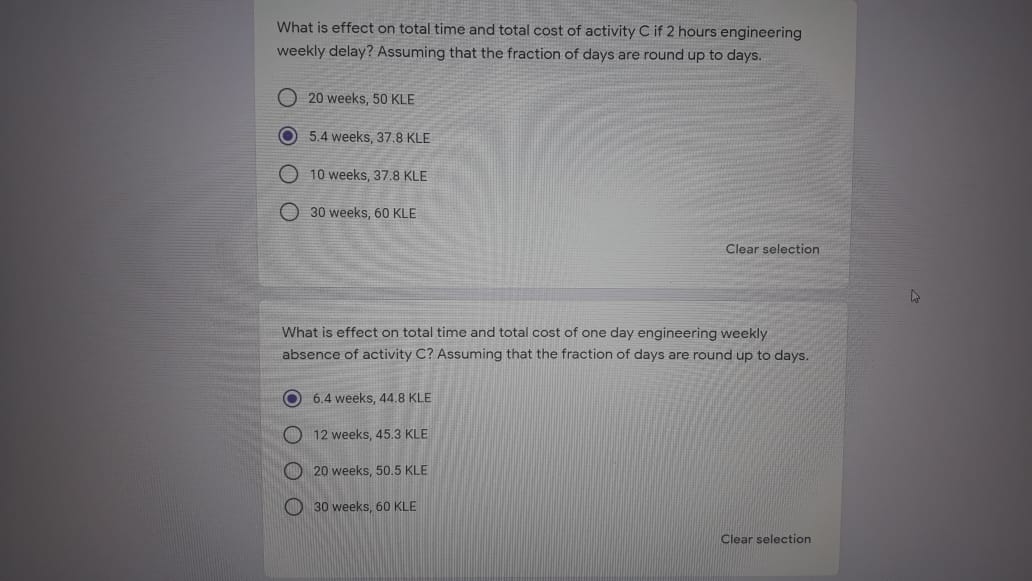 What is effect on total time and total cost of activity C if 2 hours engineering
weekly delay? Assuming that the fraction of days are round up to days.
20 weeks, 50 KLE
5.4 weeks, 37.8 KLE
10 weeks, 37.8 KLE
30 weeks, 60 KLE
Clear selection
What is effect on total time and total cost of one day engineering weekly
absence of activity C? Assuming that the fraction of days are round up to days.
6.4 weeks, 44.8 KLE
12 weeks, 45.3 KLE
20 weeks, 50.5 KLE
30 weeks, 60 KLE
Clear selection